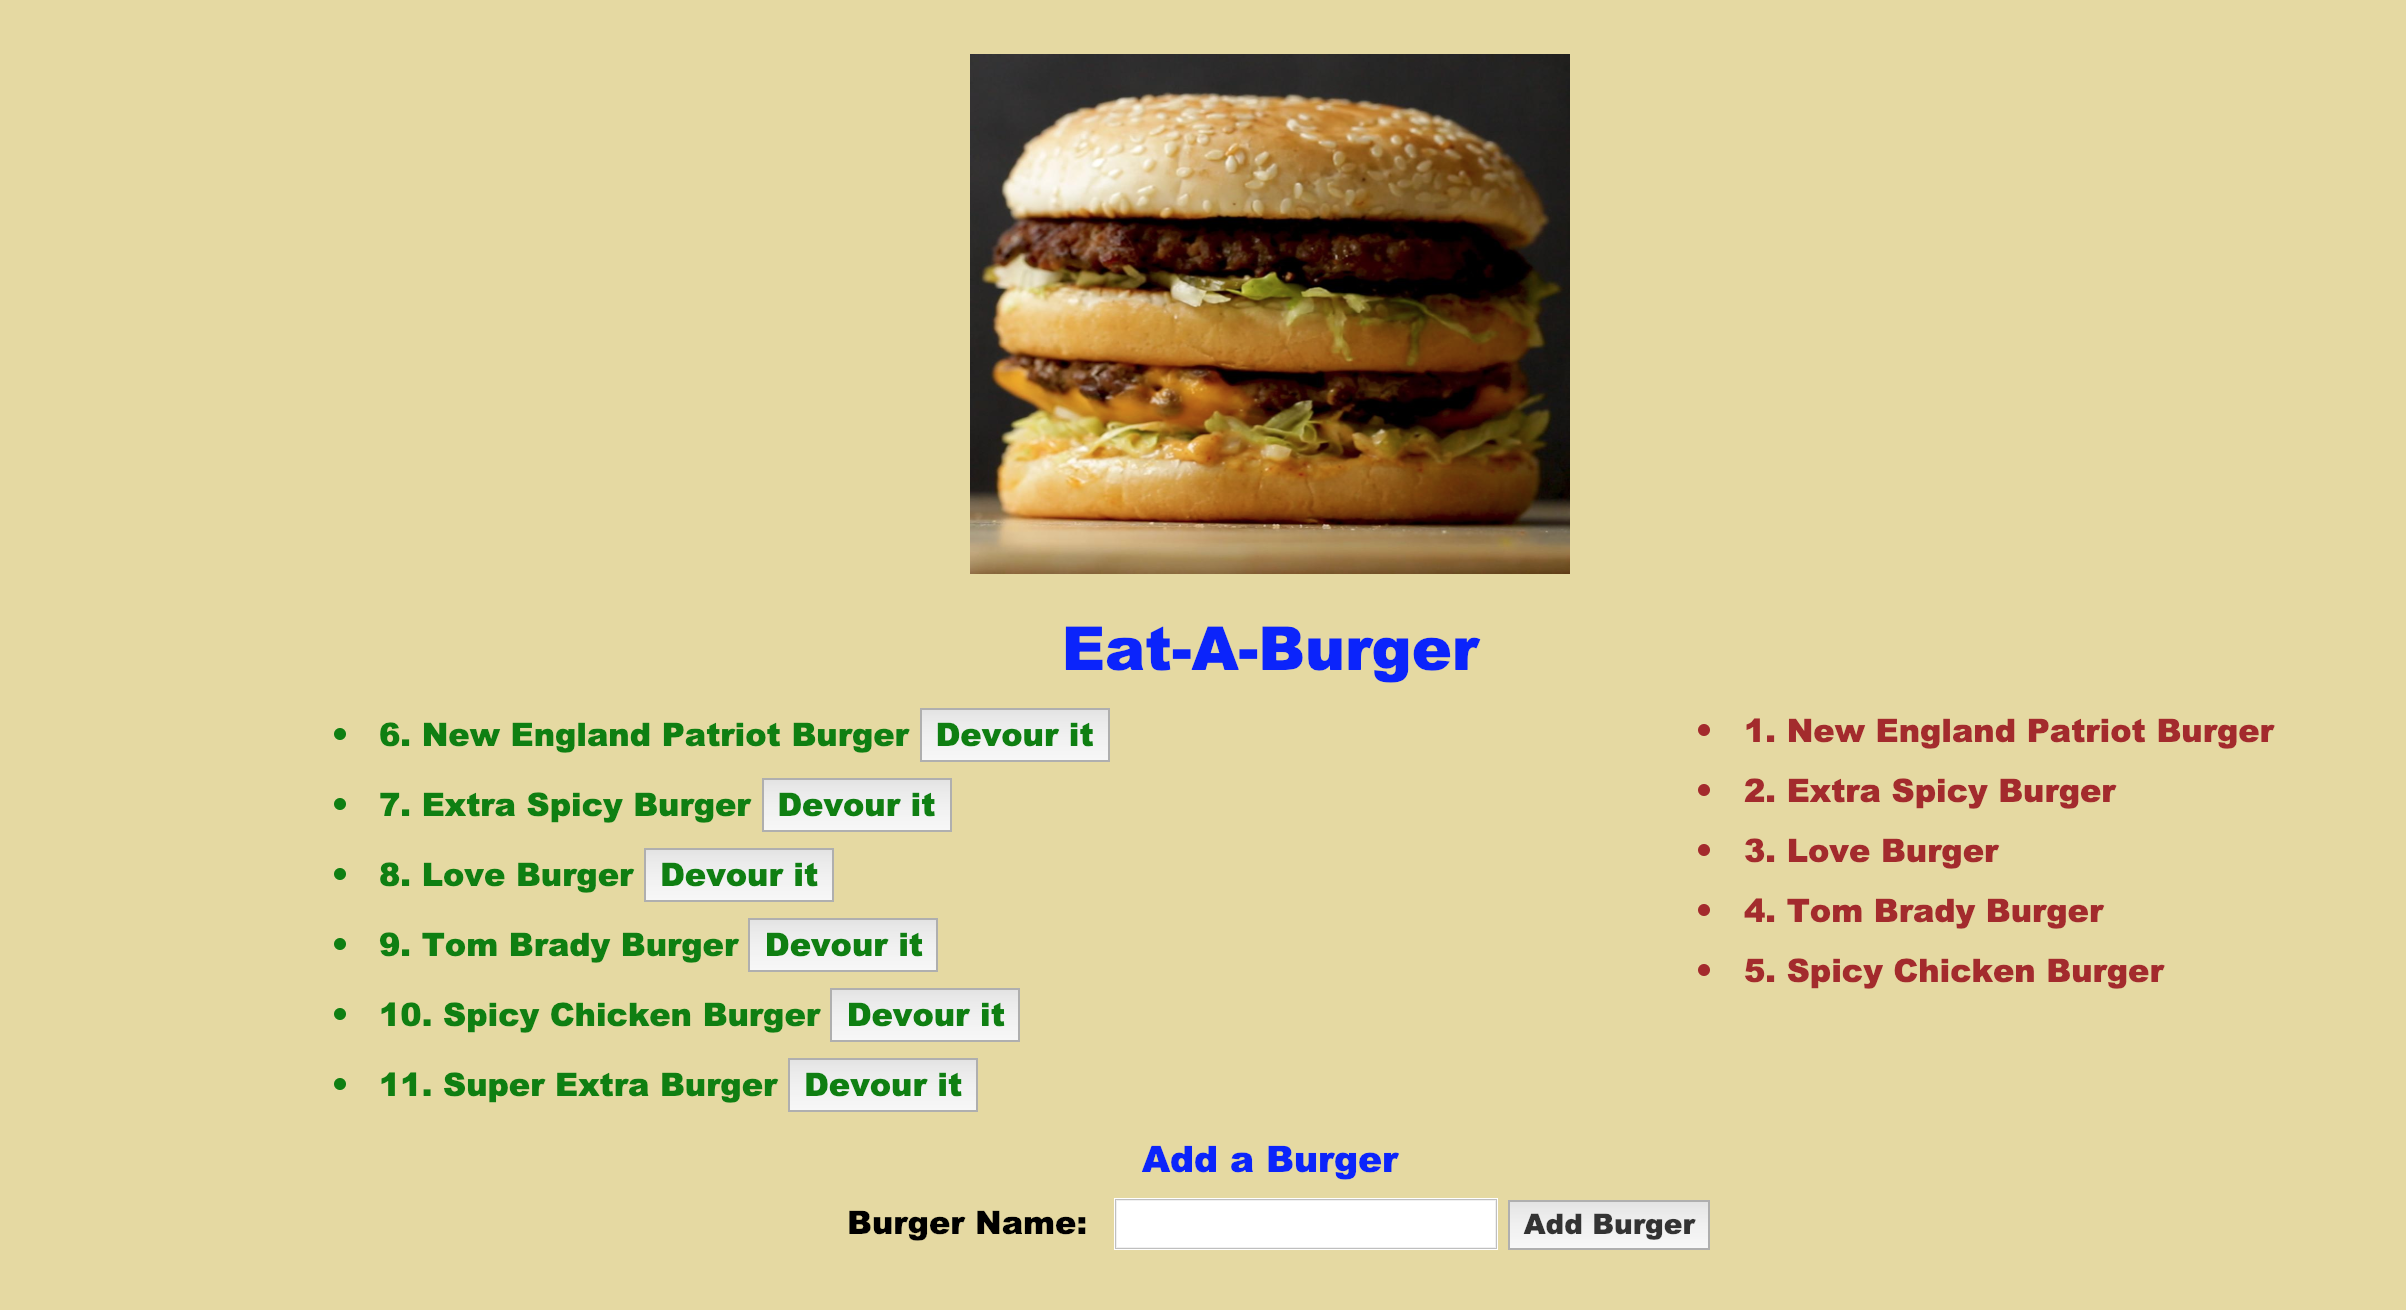 Eat-A-Burger
6. New England Patriot Burger Devour it
7. Extra Spicy Burger Devour it
8. Love Burger Devour it
9. Tom Brady Burger Devour it
10. Spicy Chicken Burger Devour it
11. Super Extra Burger Devour it
1. New England Patriot Burger
2. Extra Spicy Burger
3. Love Burger
4. Tom Brady Burger
5. Spicy Chicken Burger
Add a Burger
Burger Name: Add Burger